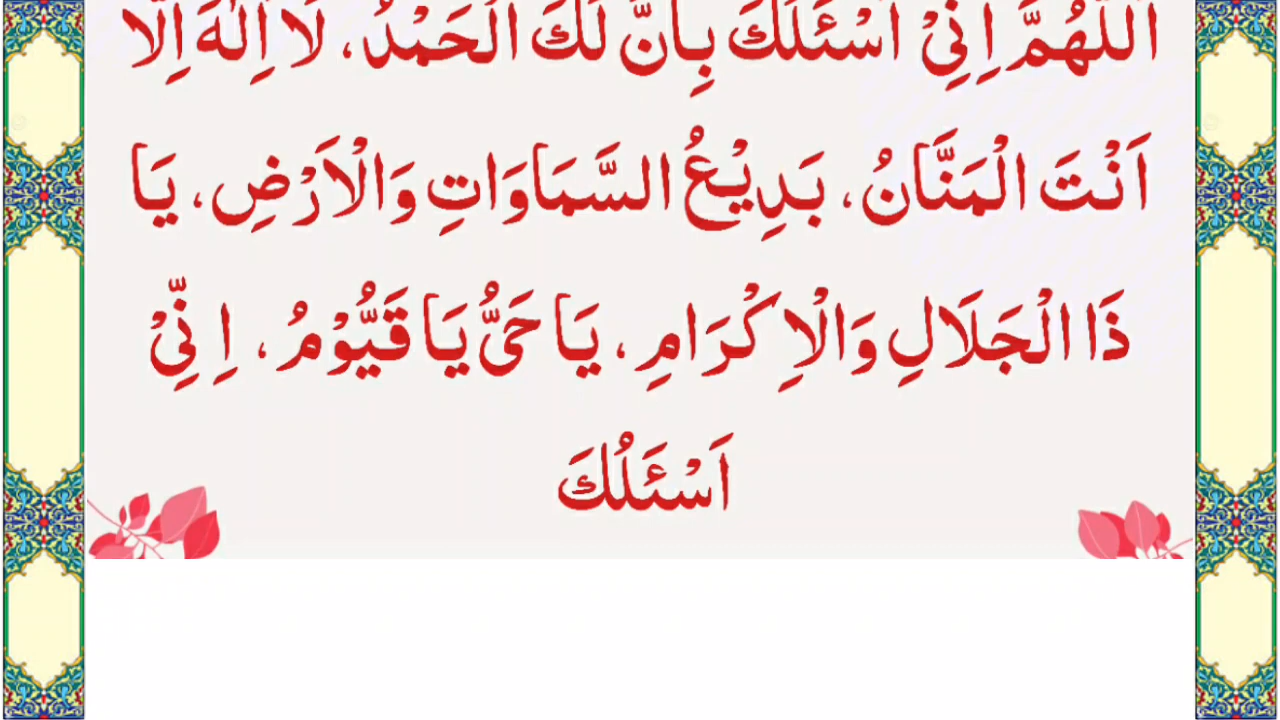 اَللّٰهُمَّ اِنِّیْ اَسْئَلُكَ بِاَنَّ لَكَ الْحَمْدُ، لَا اِلٰهَ اِلَّا
اَنْتَ الْمَنَّانُ، بَدِیْعُ السَّمَاوَاتِ وَالْاَرْضِ، یَا
ذَا الْجَلَالِ وَالْاِكْرَامِ، یَا حَیُّ یَا قَیُّوْمُ، اِنِّیْ
اَسْئَلُكَ